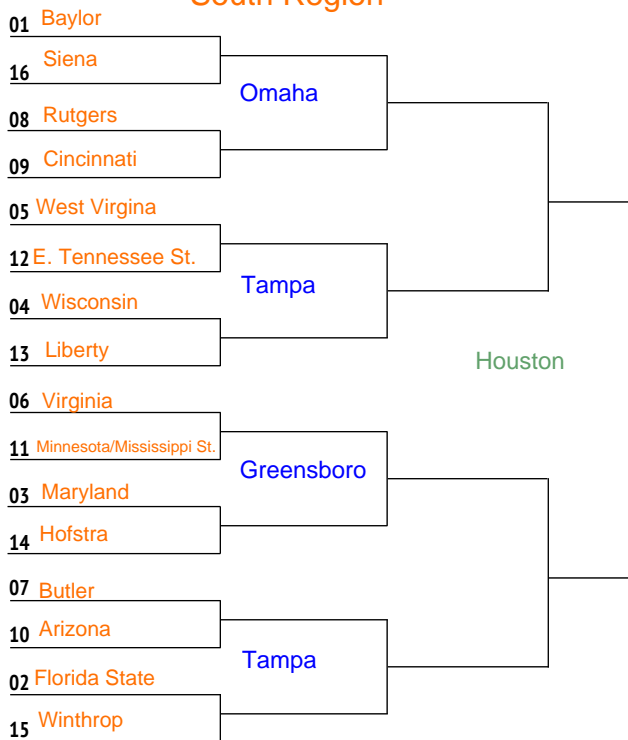 South Region
01 Baylor
16 Siena
Omaha
08 Rutgers
09 Cincinnati
05 West Virgina
12 E. Tennessee St.
Tampa
04 Wisconsin
13 Liberty
Houston
06 Virginia
11 Minnesota/Mississippi St.
Greensboro
03 Maryland
14 Hofstra
07 Butler
10 Arizona
Tampa
02 Florida State
15 Winthrop